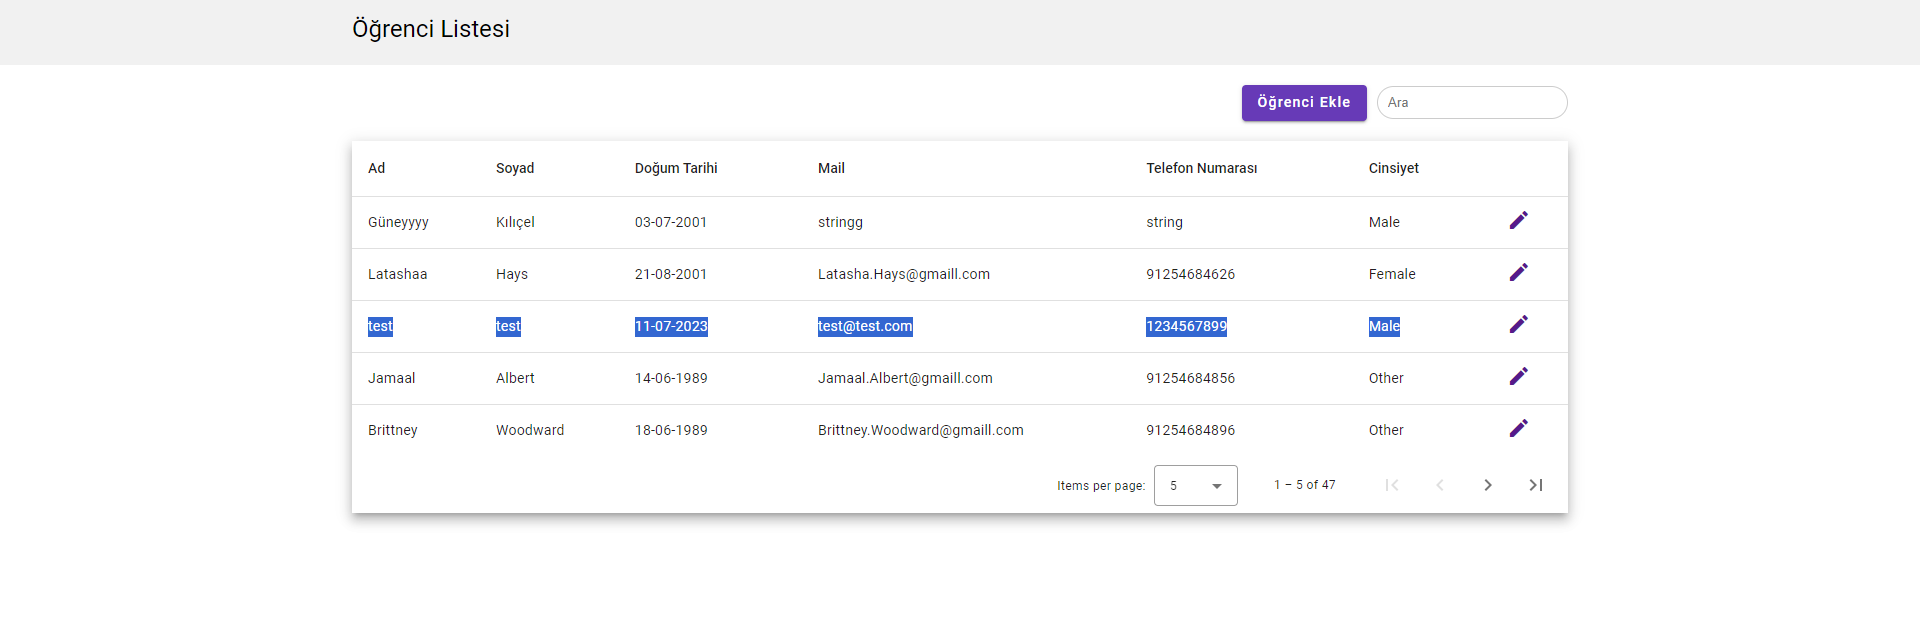 Öğrenci Listesi
Öğrenci Ekle Ara
Ad Soyad Doğum Tarihi Mail Telefon Numarası Cinsiyet
Güneyyyy Kılıçel 03-07-2001 stringg string Male
Latashaa Hays 21-08-2001 Latasha.Hays@gmaill.com 91254684626 Female
test test 11-07-2023 test@test.com 1234567899 Male
Jamaal Albert 14-06-1989 Jamaal.Albert@gmaill.com 91254684856 Other
Brittney Woodward 18-06-1989 Brittney.Woodward@gmaill.com 91254684896 Other
Items per page: 5 1 – 5 of 47